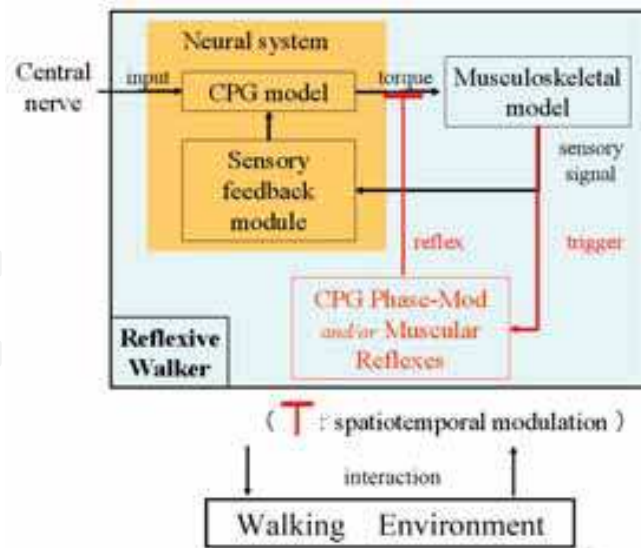 Neural system
Central
nerve
input
CPG model
torque
Musculoskeletal
model
Sensory
feedback
module
sensory
signal
reflex
trigger
CPG Phase-Mod
and/or Muscular
Reflexes
Reflexive
Walker
( T : spatiotemporal modulation )
interaction
Walking Environment